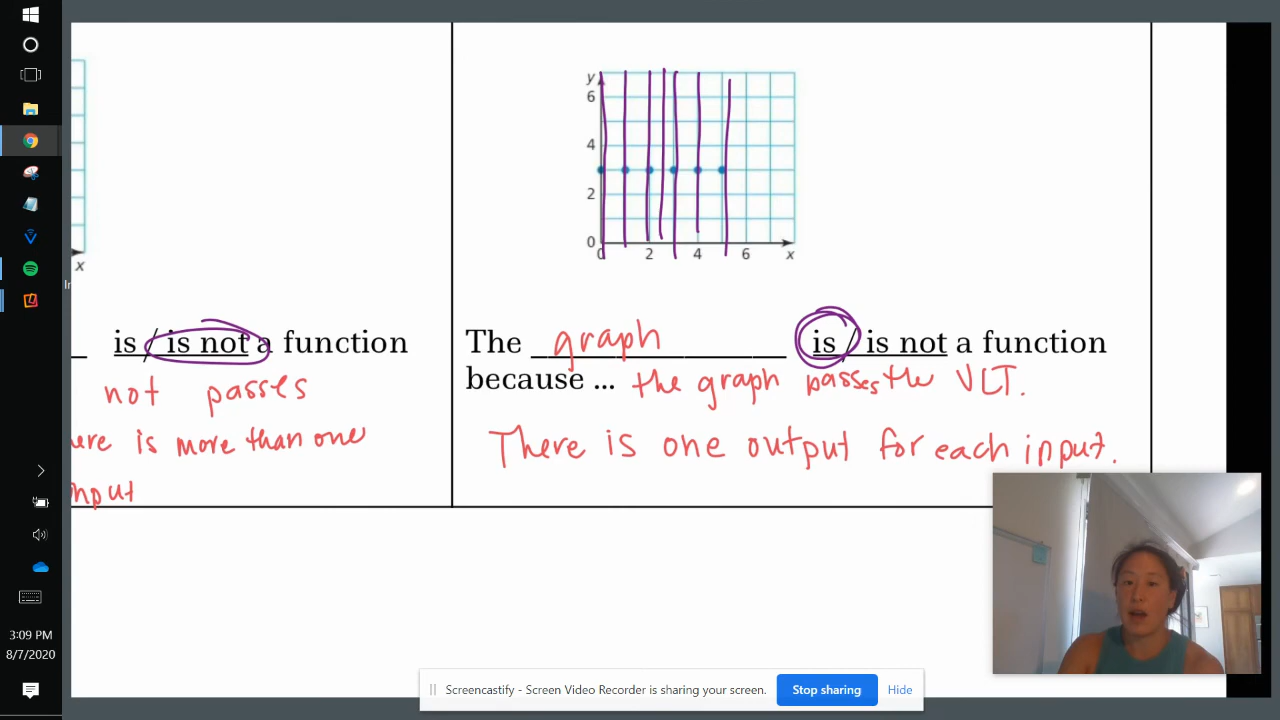 y
6
4
2
0
0 2 4 6 x
x
is / is not a function
not passes
ere is more than one
nput
The graph is / is not a function
because ... the graph passes the VLT.
There is one output for each input.
3:09 PM
8/7/2020
Screencastify - Screen Video Recorder is sharing your screen. Stop sharing Hide